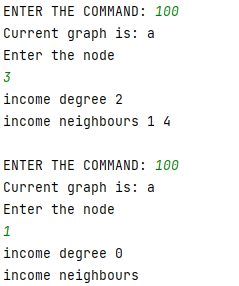 ENTER THE COMMAND: 100
Current graph is: a
Enter the node
3
income degree 2
income neighbours 1 4
ENTER THE COMMAND: 100
Current graph is: a
Enter the node
1
income degree 0
income neighbours